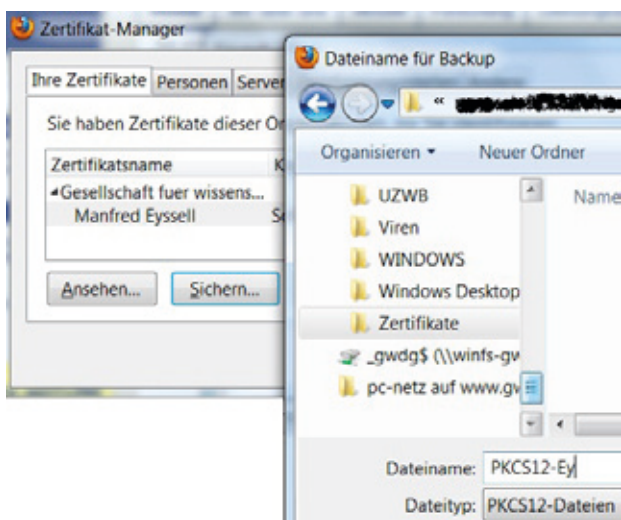 Zertifikat-Manager
Ihre Zertifikate Personen Server
Sie haben Zertifikate dieser Or
Zertifikatsname K
Gesellschaft fuer wissens...
Manfred Eyssell Se
Ansehen... Sichern...
Dateiname für Backup
«
Organisieren Neuer Ordner
UZWB Name
Viren
WINDOWS
Windows Desktop
Zertifikate
_gwdg$ (\\winfs-gw
pc-netz auf www.gw
Dateiname: PKCS12-Ey
Dateityp: PKCS12-Dateien